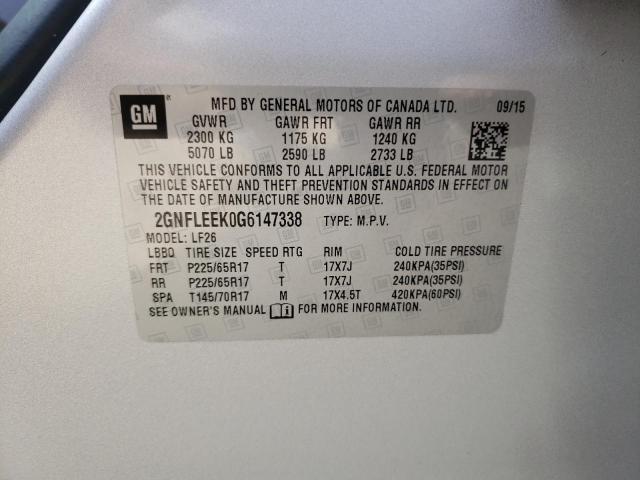 GM
MFD BY GENERAL MOTORS OF CANADA LTD. 09/15
GVWR GAWR FRT GAWR RR
2300 KG 1175 KG 1240 KG
5070 LB 2590 LB 2733 LB
THIS VEHICLE CONFORMS TO ALL APPLICABLE U.S. FEDERAL MOTOR
VEHICLE SAFETY AND THEFT PREVENTION STANDARDS IN EFFECT ON
THE DATE OF MANUFACTURE SHOWN ABOVE.
2GNFLEEK0G6147338 TYPE: M.P.V.
MODEL: LF26
LBBQ TIRE SIZE SPEED RTG RIM COLD TIRE PRESSURE
FRT P225/65R17 T 17X7J 240KPA(35PSI)
RR P225/65R17 T 17X7J 240KPA(35PSI)
SPA T145/70R17 M 17X4.5T 420KPA(60PSI)
SEE OWNER'S MANUAL FOR MORE INFORMATION.